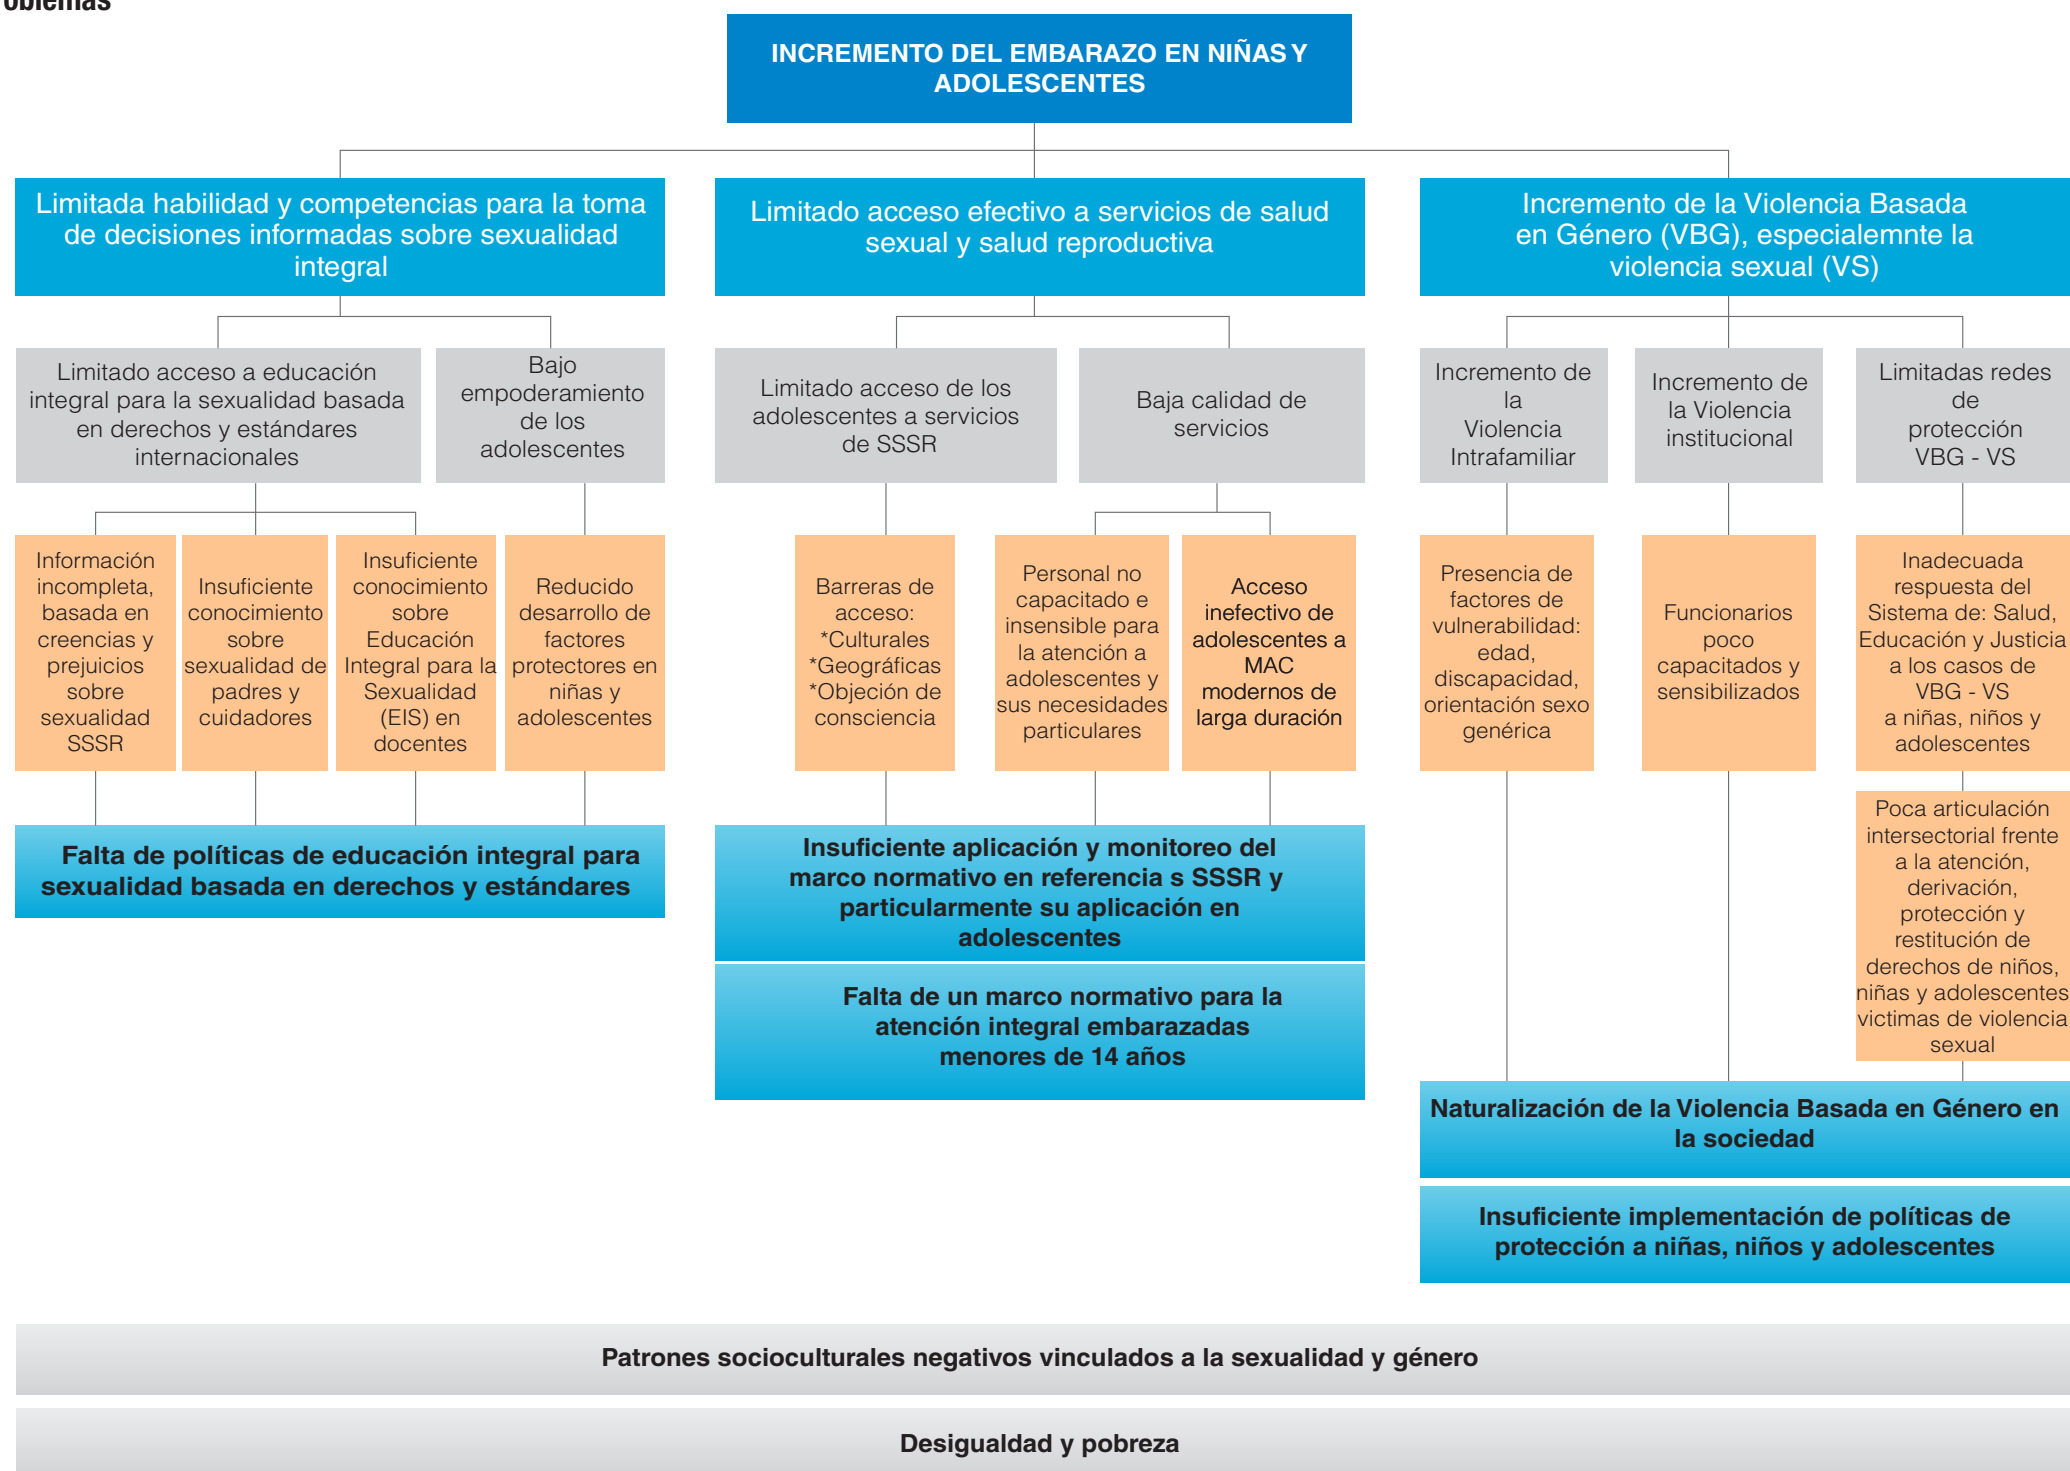 oblemas
INCREMENTO DEL EMBARAZO EN NIÑAS Y
ADOLESCENTES
Limitada habilidad y competencias para la toma
de decisiones informadas sobre sexualidad
integral
Limitado acceso efectivo a servicios de salud
sexual y salud reproductiva
Incremento de la Violencia Basada
en Género (VBG), especialemnte la
violencia sexual (VS)
Limitado acceso a educación
integral para la sexualidad basada
en derechos y estándares
internacionales
Bajo
empoderamiento
de los
adolescentes
Limitado acceso de los
adolescentes a servicios
de SSSR
Baja calidad de
servicios
Incremento de
la
Violencia
Intrafamiliar
Incremento de
la Violencia
institucional
Limitadas redes
de
protección
VBG - VS
Información
incompleta,
basada en
creencias y
prejuicios
sobre
sexualidad
SSSR
Insuficiente
conocimiento
sobre
sexualidad de
padres y
cuidadores
Insuficiente
conocimiento
sobre
Educación
Integral para la
Sexualidad
(EIS) en
docentes
Reducido
desarrollo de
factores
protectores en
niñas y
adolescentes
Barreras de
acceso:
*Culturales
*Geográficas
*Objeción de
consciencia
Personal no
capacitado e
insensible para
la atención a
adolescentes y
sus necesidades
particulares
Acceso
inefectivo de
adolescentes a
MAC
modernos de
larga duración
Presencia de
factores de
vulnerabilidad:
edad,
discapacidad,
orientación sexo
genérica
Funcionarios
poco
capacitados y
sensibilizados
Inadecuada
respuesta del
Sistema de: Salud,
Educación y Justicia
a los casos de
VBG - VS
a niñas, niños y
adolescentes
Poca articulación
intersectorial frente
a la atención,
derivación,
protección y
restitución de
derechos de niños,
niñas y adolescentes
victimas de violencia
sexual
Falta de políticas de educación integral para
sexualidad basada en derechos y estándares
Insuficiente aplicación y monitoreo del
marco normativo en referencia s SSSR y
particularmente su aplicación en
adolescentes
Falta de un marco normativo para la
atención integral embarazadas
menores de 14 años
Naturalización de la Violencia Basada en Género en
la sociedad
Insuficiente implementación de políticas de
protección a niñas, niños y adolescentes
Patrones socioculturales negativos vinculados a la sexualidad y género
Desigualdad y pobreza